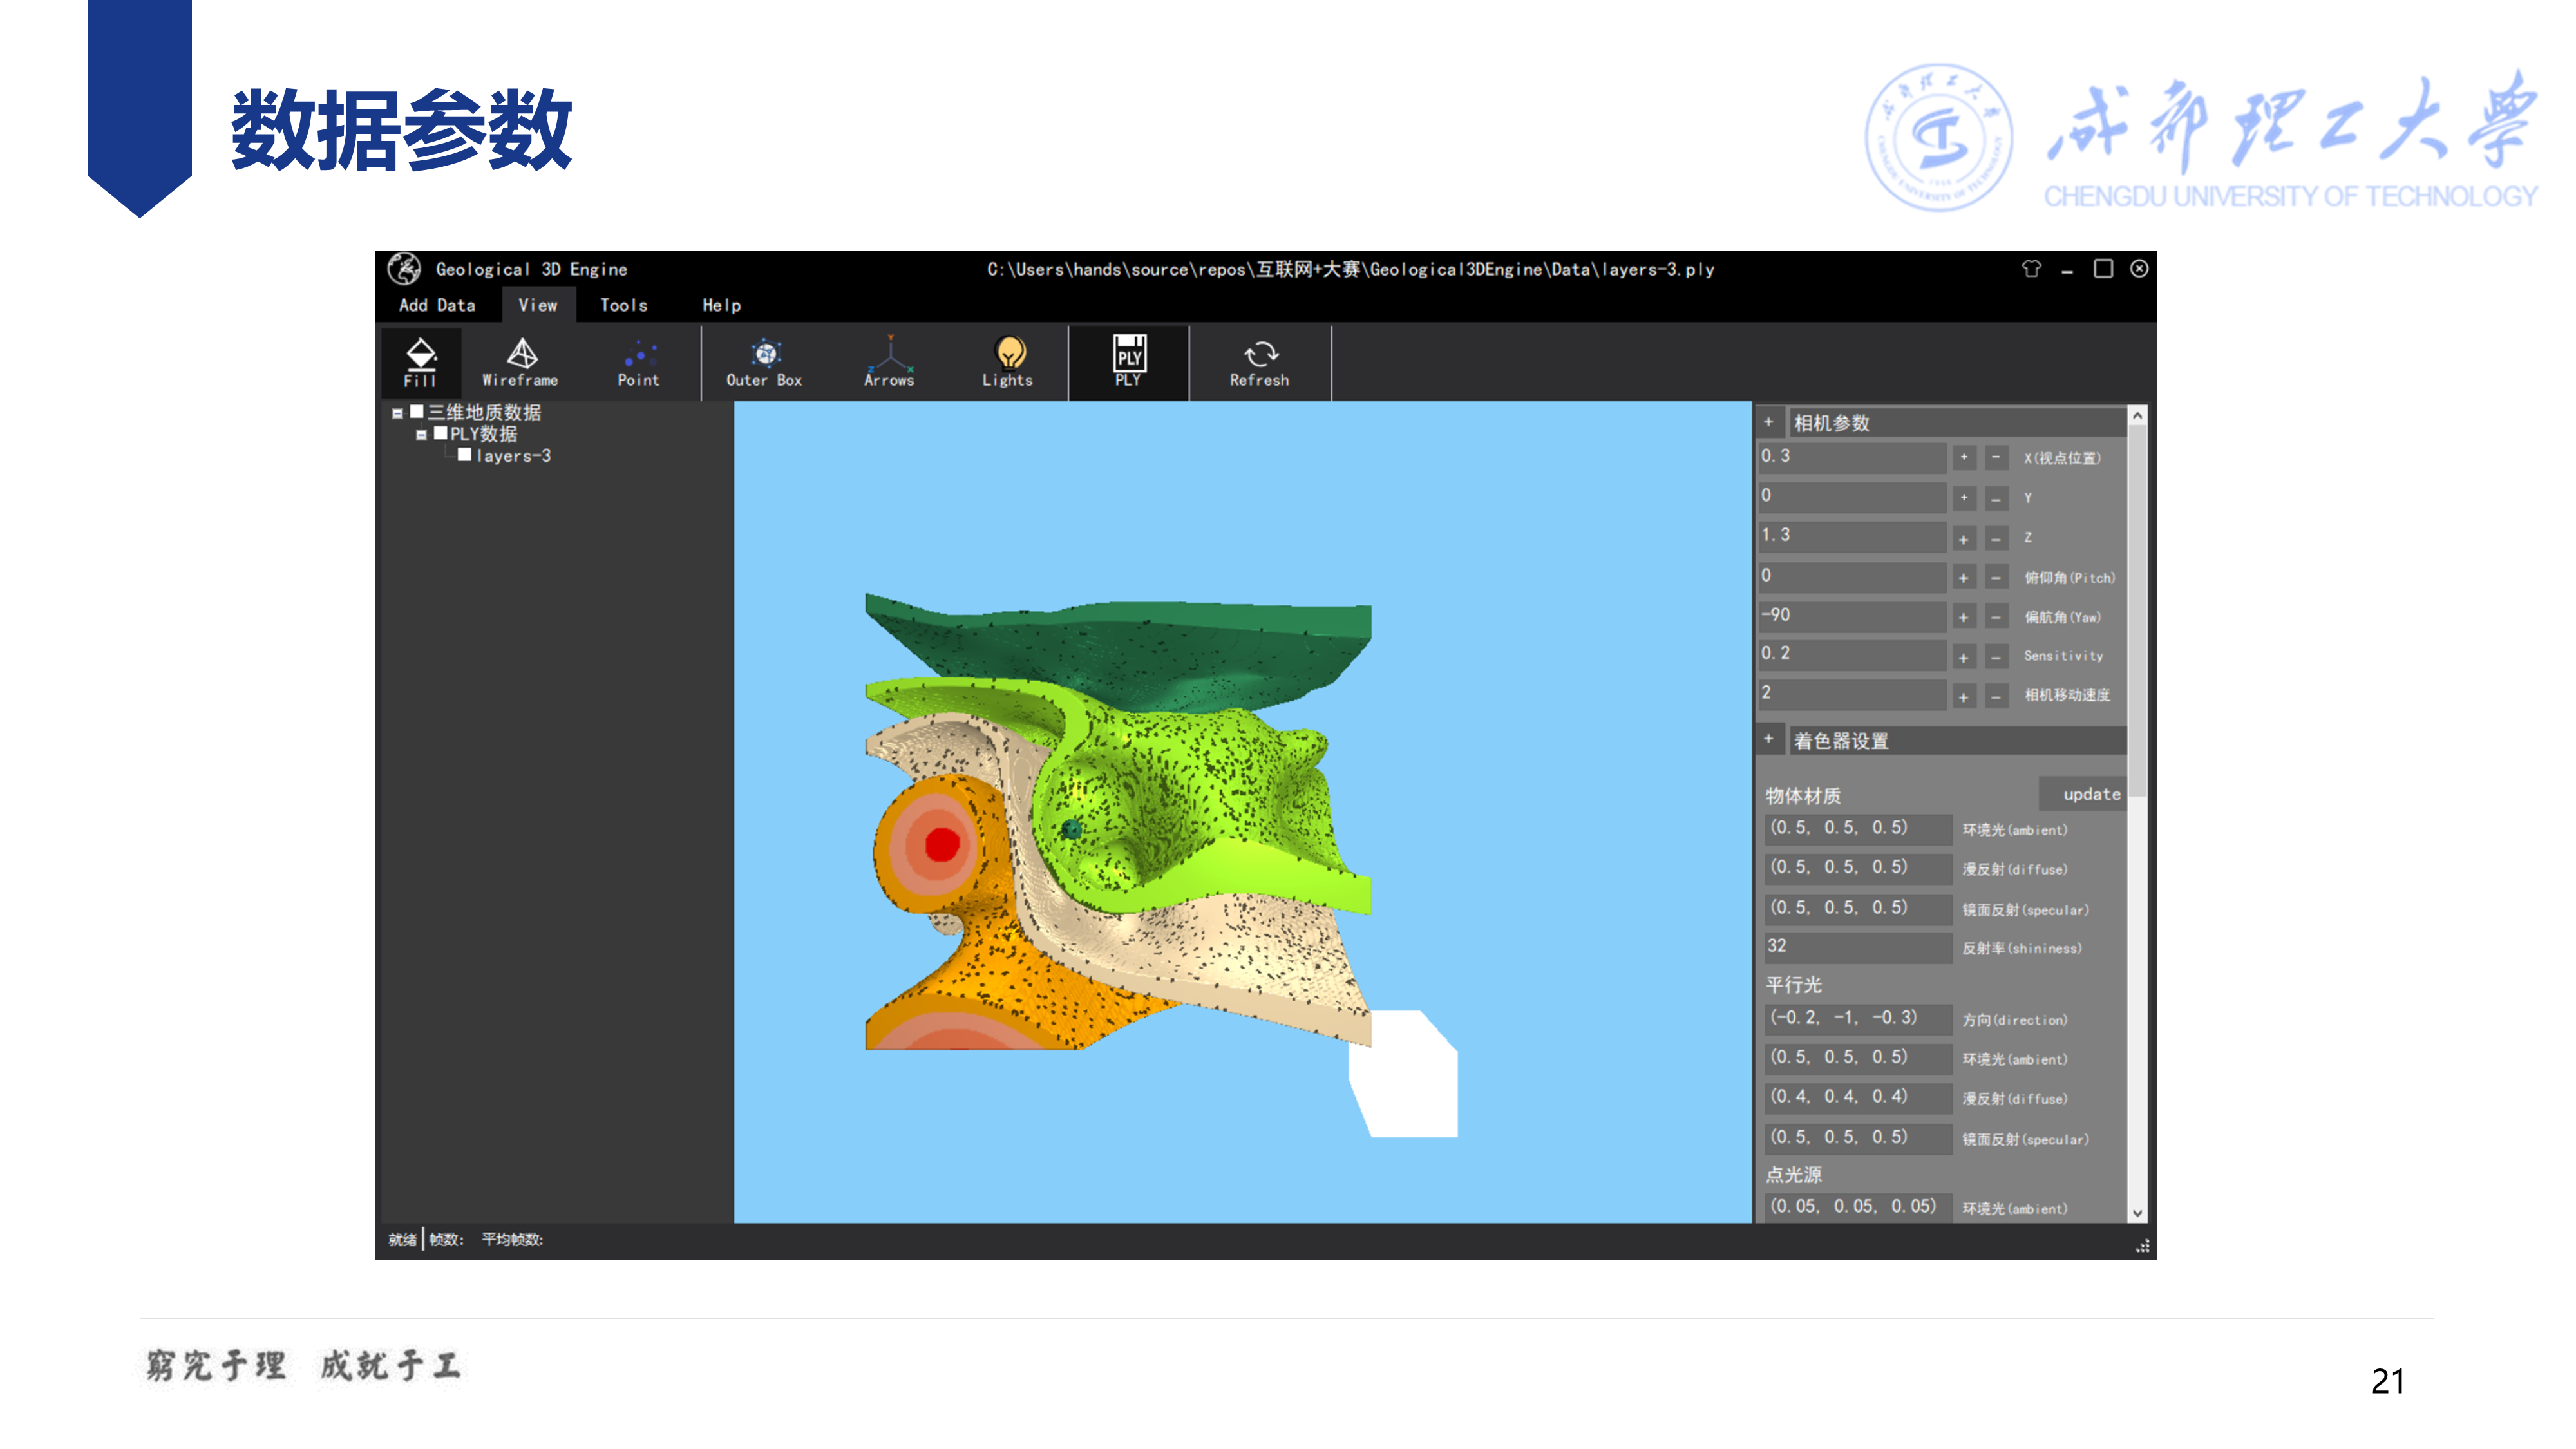 数据参数
成都理工大学
CHENGDU UNIVERSITY OF TECHNOLOGY
Geological 3D Engine
C:\Users\hands\source\repos\互联网+大赛\Geological3DEngine\Data\layers-3.ply
Add Data View Tools Help
Fill Wireframe Point Outer Box Arrows Lights PLY Refresh
三维地质数据
PLY数据
layers-3
+ 相机参数
0.3 + - X(视点位置)
0 + - Y
1.3 + - Z
0 + - 俯仰角(Pitch)
-90 + - 偏航角(Yaw)
0.2 + - Sensitivity
2 + - 相机移动速度
+ 着色器设置
物体材质 update
(0.5, 0.5, 0.5) 环境光(ambient)
(0.5, 0.5, 0.5) 漫反射(diffuse)
(0.5, 0.5, 0.5) 镜面反射(specular)
32 反射率(shininess)
平行光
(-0.2, -1, -0.3) 方向(direction)
(0.5, 0.5, 0.5) 环境光(ambient)
(0.4, 0.4, 0.4) 漫反射(diffuse)
(0.5, 0.5, 0.5) 镜面反射(specular)
点光源
(0.05, 0.05, 0.05) 环境光(ambient)
就绪 帧数: 平均帧数:
窮究于理 成就于工
21